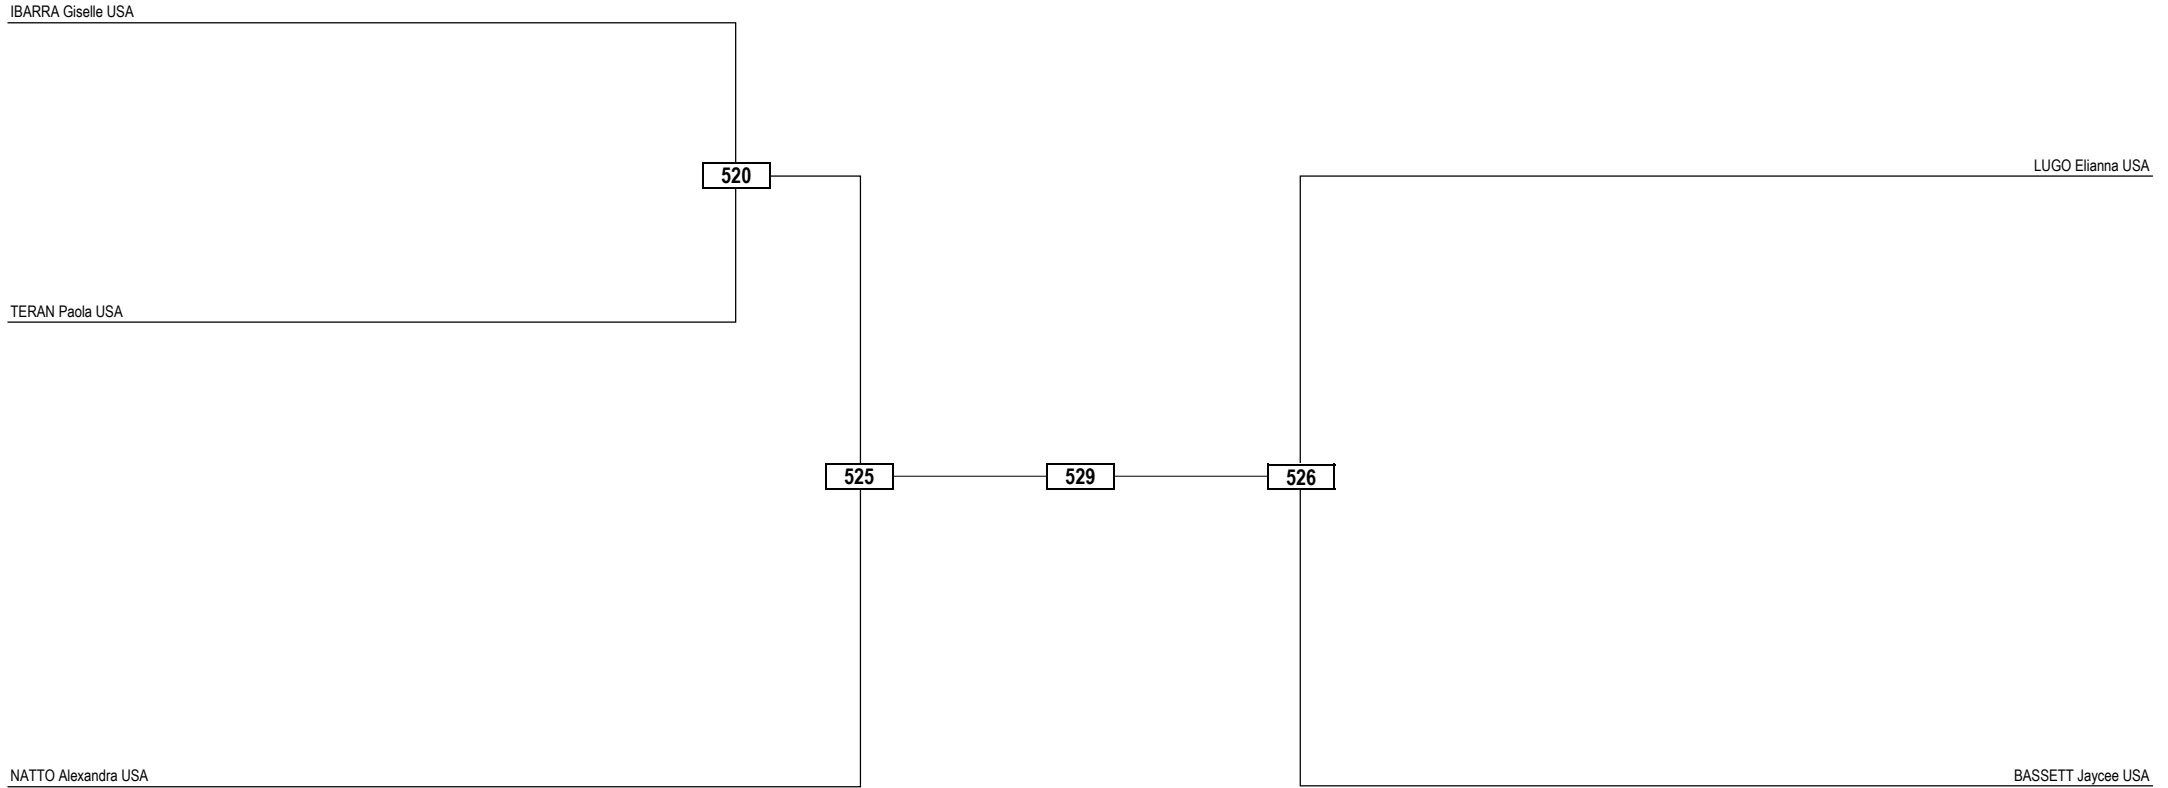 IBARRA Giselle USA
520
LUGO Elianna USA
TERAN Paola USA
525
529
526
NATTO Alexandra USA
BASSETT Jaycee USA